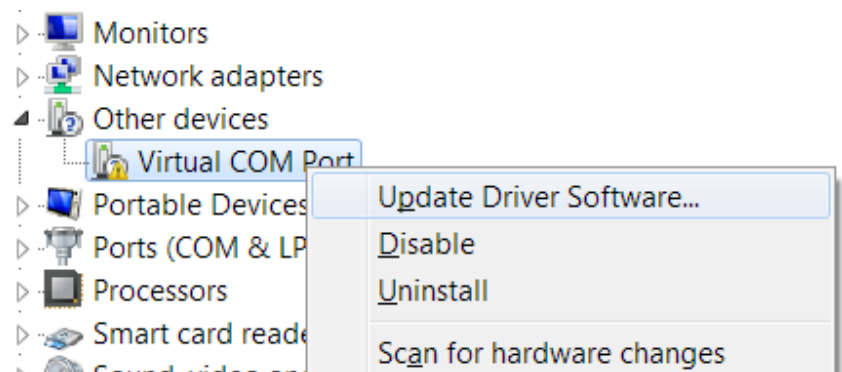 Monitors
Network adapters
Other devices
Virtual COM Port
Update Driver Software...
Portable Devices
Disable
Ports (COM & LP
Uninstall
Processors
Smart card reade
Scan for hardware changes